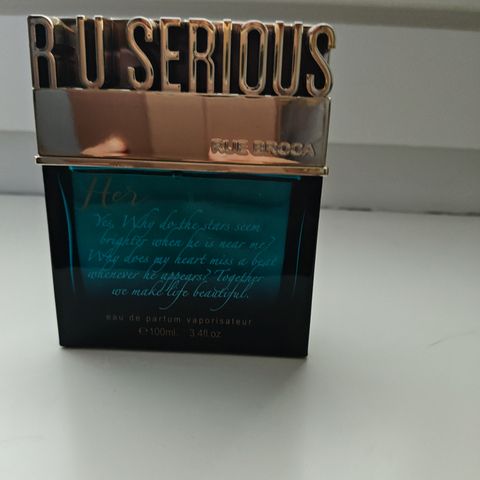 R U SERIOUS
RUE BROCA
Her
Yes, Why do the stars seem
brighter when he is near me?
Why does my heart miss a beat
whenever he appears? Together
we make life beautiful.
eau de parfum vaporisateur
℮100ml. 3.4fl.oz